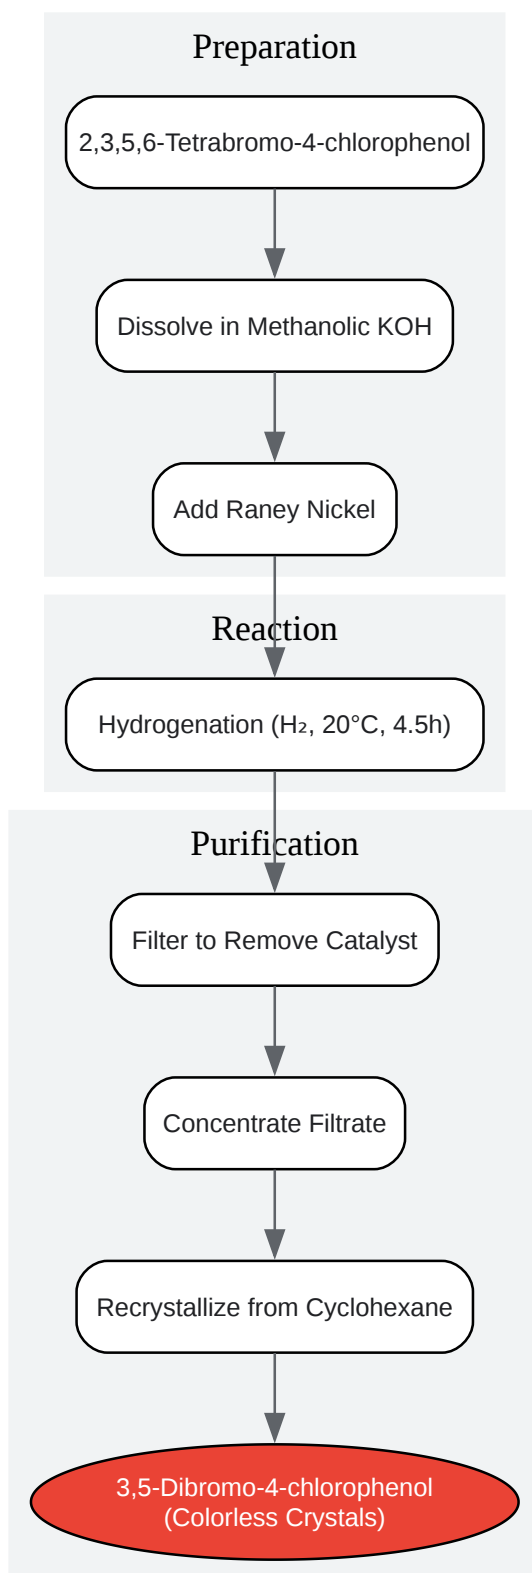 Preparation
2,3,5,6-Tetrabromo-4-chlorophenol
Dissolve in Methanolic KOH
Add Raney Nickel
Reaction
Hydrogenation (H₂, 20°C, 4.5h)
Purification
Filter to Remove Catalyst
Concentrate Filtrate
Recrystallize from Cyclohexane
3,5-Dibromo-4-chlorophenol
(Colorless Crystals)